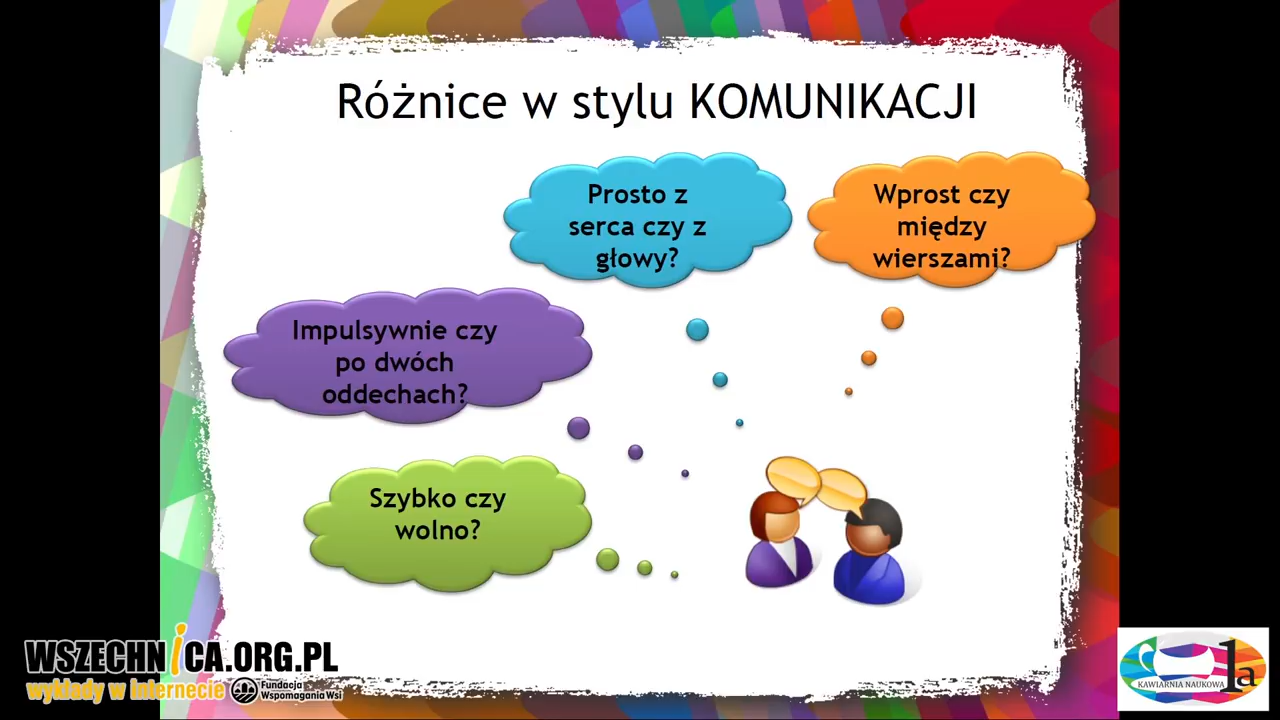 Różnice w stylu KOMUNIKACJI
Prosto z
serca czy z
głowy?
Wprost czy
między
wierszami?
Impulsywnie czy
po dwóch
oddechach?
Szybko czy
wolno?
WSZECHNiCA.ORG.PL
wykłady w internecie
Fundacja
Wspomagania Wsi
KAWIARNIA NAUKOWA
1a